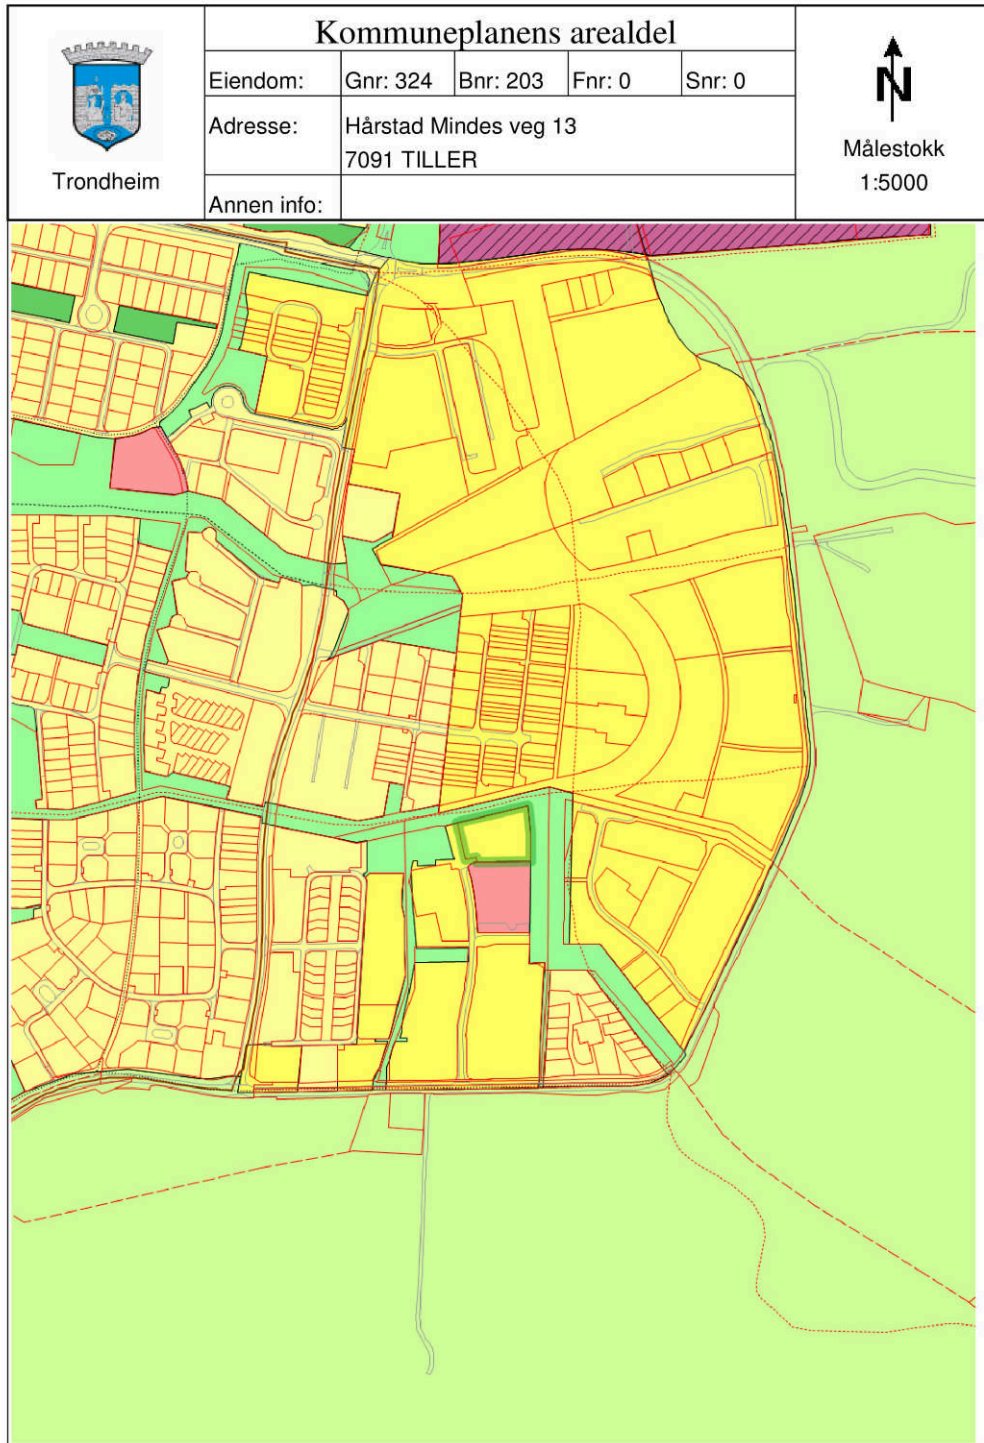 Kommuneplanens arealdel
Eiendom: Gnr: 324 Bnr: 203 Fnr: 0 Snr: 0
Adresse: Hårstad Mindes veg 13
7091 TILLER
Annen info:
Trondheim
N
Målestokk
1:5000